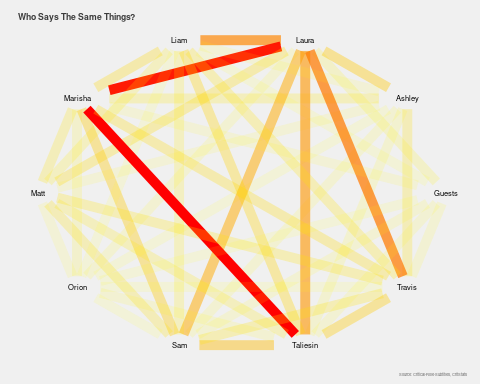 Who Says The Same Things?
Liam
Laura
Marisha
Ashley
Matt
Guests
Orion
Travis
Sam
Taliesin